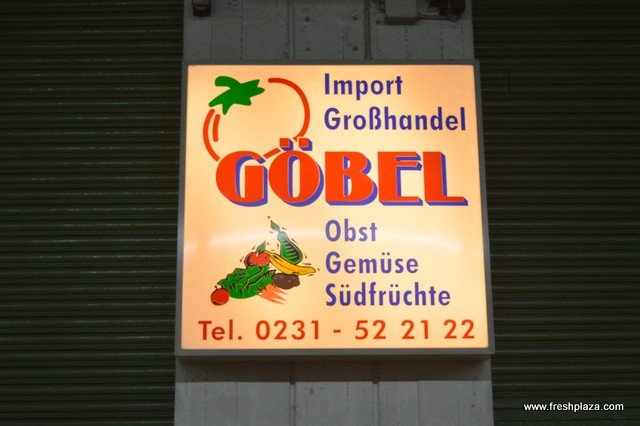 Import
Großhandel
GÖBEL
Obst
Gemüse
Südfrüchte
Tel. 0231 - 52 21 22
www.freshplaza.com